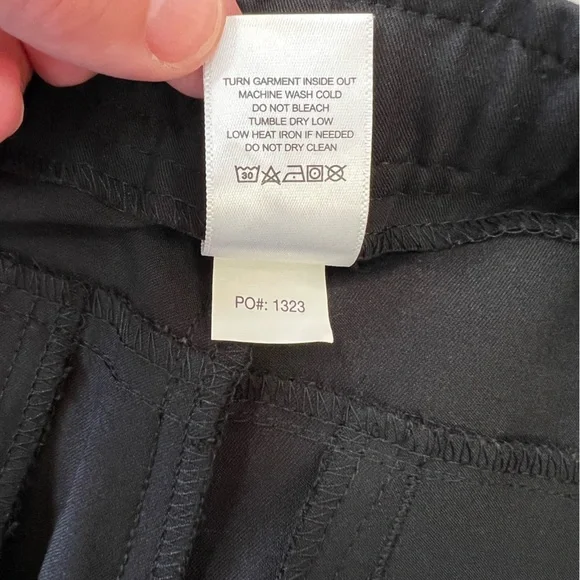 TURN GARMENT INSIDE OUT
MACHINE WASH COLD
DO NOT BLEACH
TUMBLE DRY LOW
LOW HEAT IRON IF NEEDED
DO NOT DRY CLEAN
30
PO#: 1323